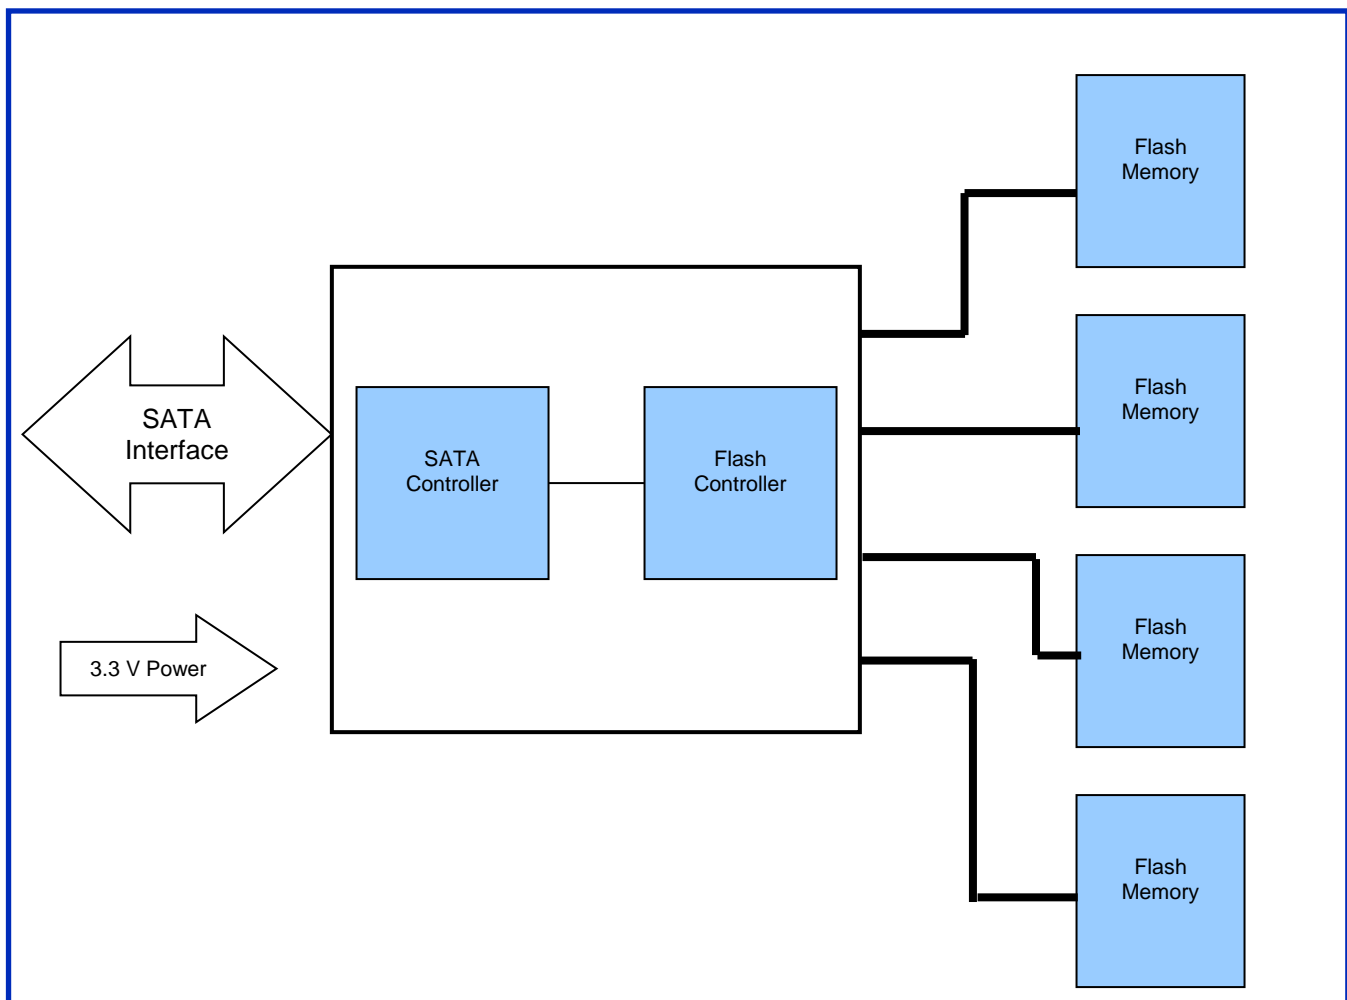 Flash
Memory
Flash
Memory
SATA
Interface
SATA
Controller
Flash
Controller
Flash
Memory
3.3 V Power
Flash
Memory